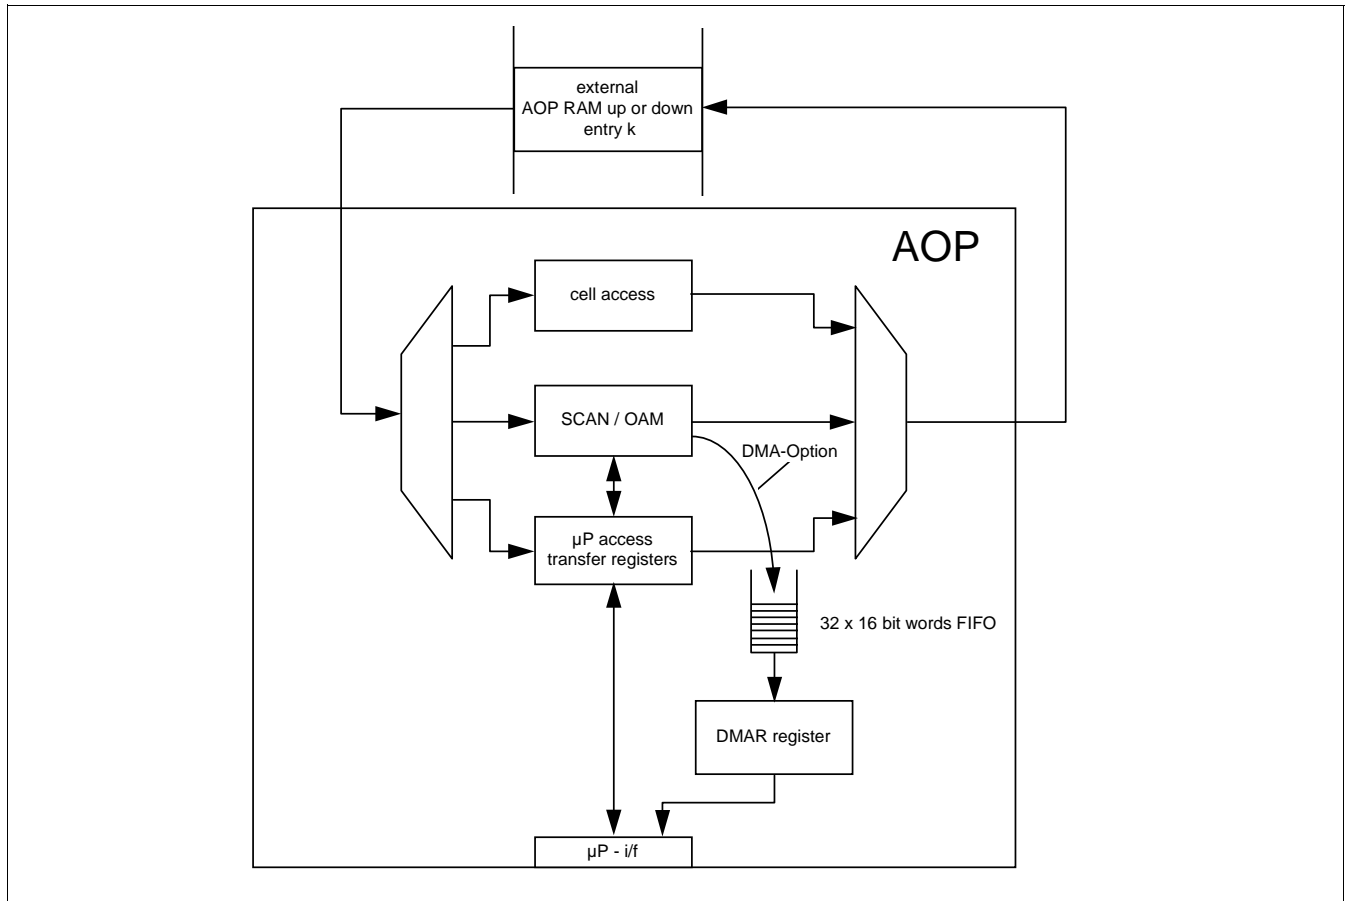 external
AOP RAM up or down
entry k
AOP
cell access
SCAN / OAM
DMA-Option
µP access
transfer registers
32 x 16 bit words FIFO
DMAR register
µP - i/f